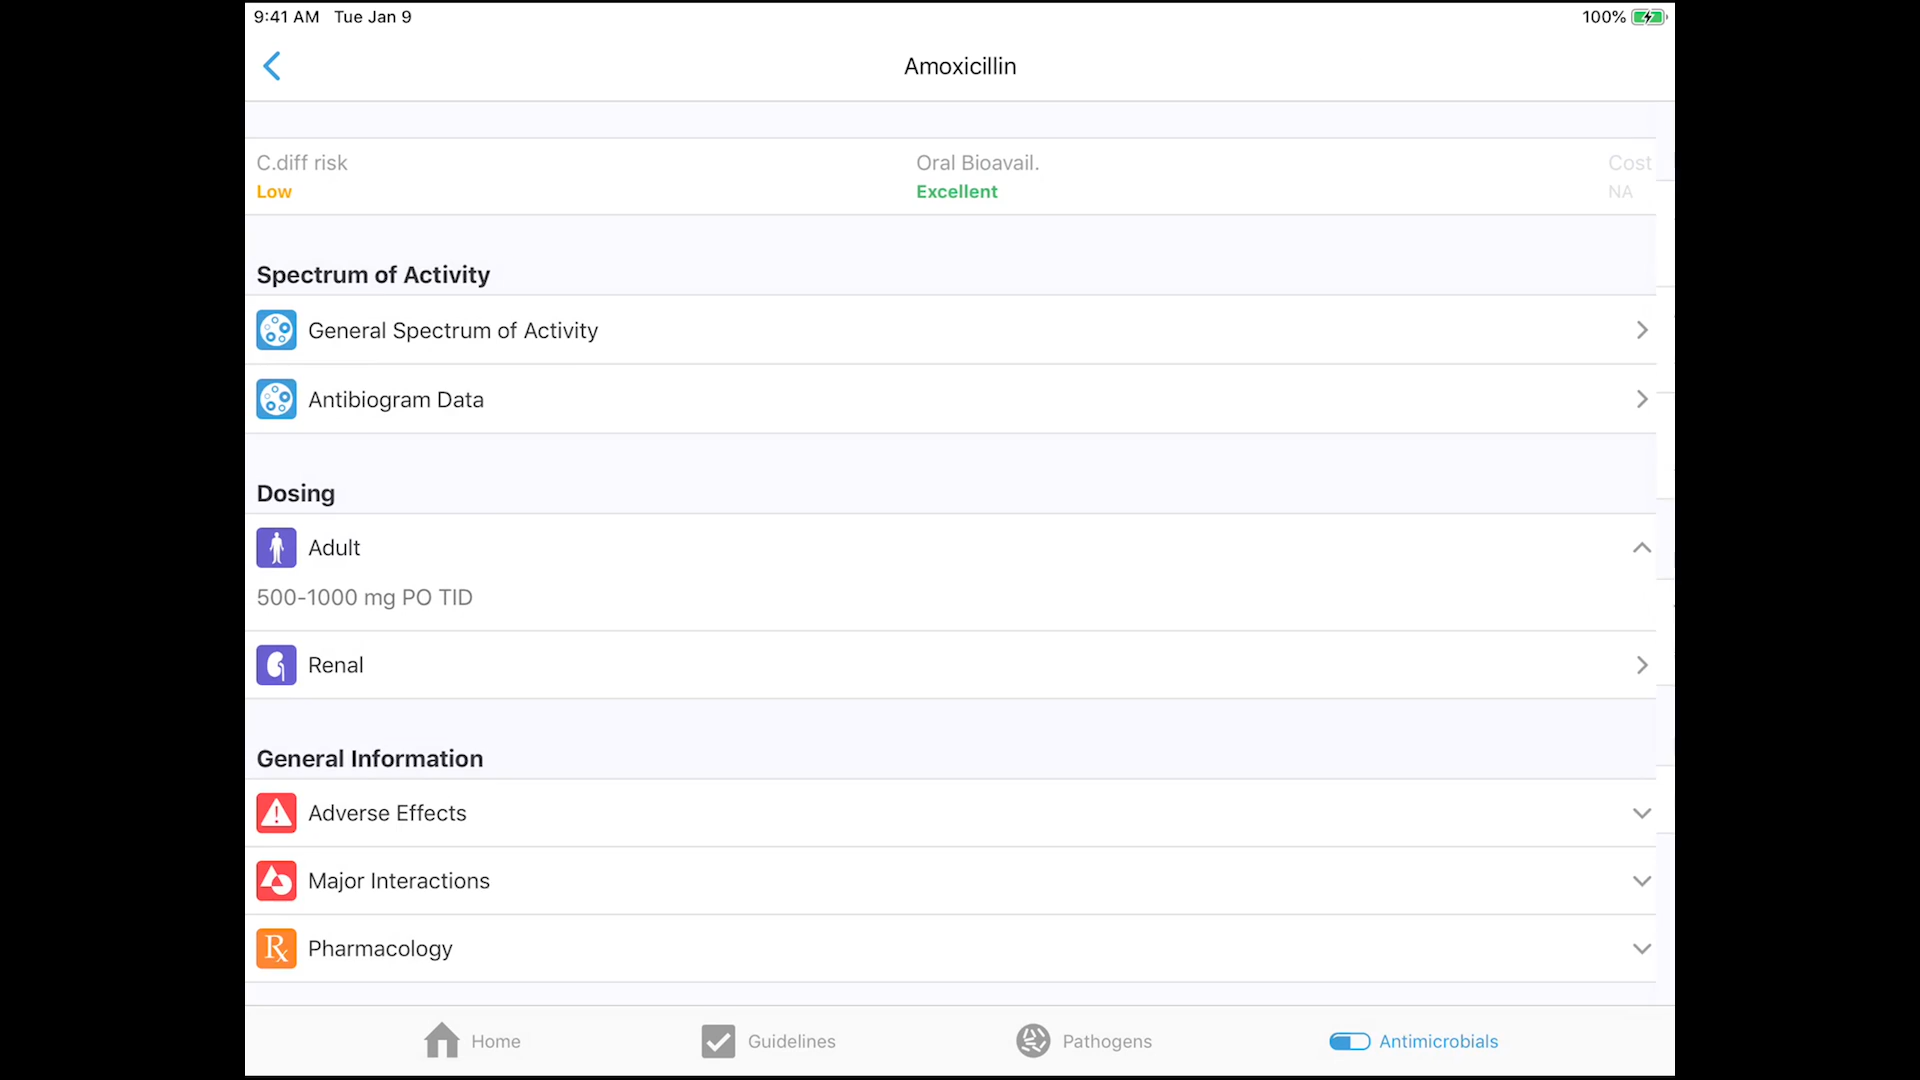 9:41 AM Tue Jan 9 100%
Amoxicillin
C.diff risk Oral Bioavail. Cost
Low Excellent NA
Spectrum of Activity
General Spectrum of Activity
Antibiogram Data
Dosing
Adult
500-1000 mg PO TID
Renal
General Information
Adverse Effects
Major Interactions
Rx Pharmacology
Home Guidelines Pathogens Antimicrobials